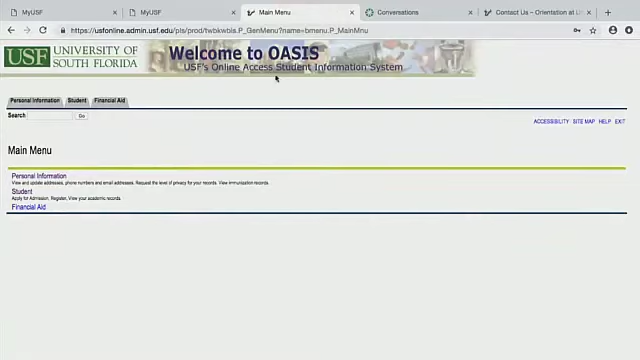 MyUSF
MyUSF
Main Menu
Conversations
Contact Us – Orientation at U
https://usfonline.admin.usf.edu/pls/prod/twbkwbis.P_GenMenu?name=bmenu.P_MainMnu
USF UNIVERSITY OF
SOUTH FLORIDA
Welcome to OASIS
USF's Online Access Student Information System
Personal Information Student Financial Aid
Search Go
ACCESSIBILITY SITE MAP HELP EXIT
Main Menu
Personal Information
View and update addresses, phone numbers and email addresses. Request the level of privacy for your records. View immunization records.
Student
Apply for Admission, Register, View your academic records.
Financial Aid